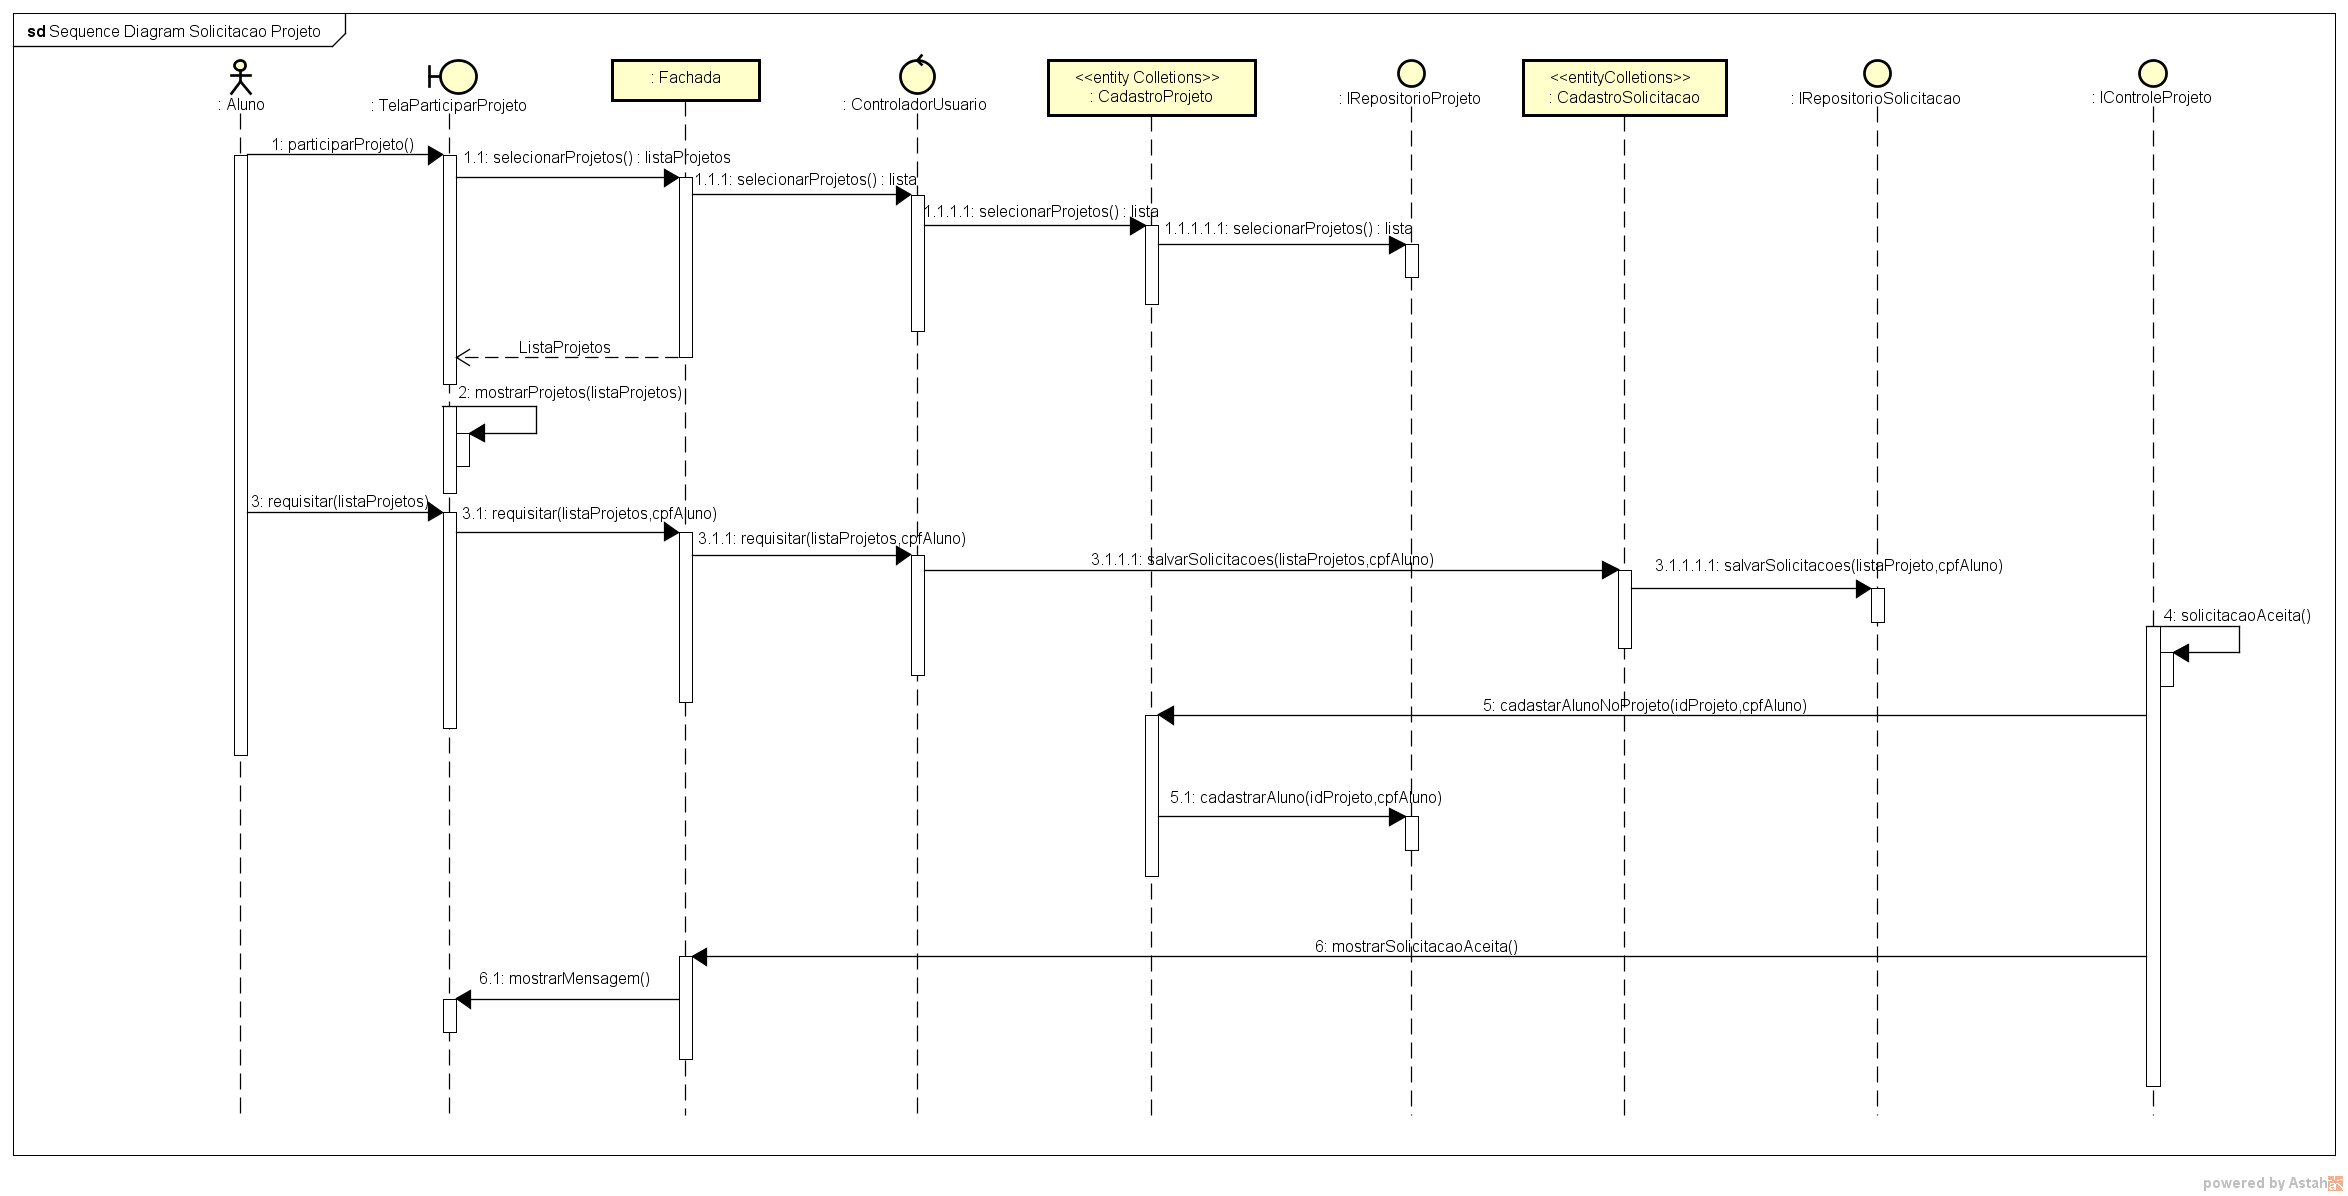 sd Sequence Diagram Solicitacao Projeto
: Aluno
: TelaParticiparProjeto
: Fachada
: ControladorUsuario
<<entity Colletions>>
: CadastroProjeto
: IRepositorioProjeto
<<entityColletions>>
: CadastroSolicitacao
: IRepositorioSolicitacao
: IControleProjeto
1: participarProjeto()
1.1: selecionarProjetos() : listaProjetos
1.1.1: selecionarProjetos() : lista
1.1.1.1: selecionarProjetos() : lista
1.1.1.1.1: selecionarProjetos() : lista
ListaProjetos
2: mostrarProjetos(listaProjetos)
3: requisitar(listaProjetos)
3.1: requisitar(listaProjetos,cpfAluno)
3.1.1: requisitar(listaProjetos,cpfAluno)
3.1.1.1: salvarSolicitacoes(listaProjetos,cpfAluno)
3.1.1.1.1: salvarSolicitacoes(listaProjeto,cpfAluno)
4: solicitacaoAceita()
5: cadastarAlunoNoProjeto(idProjeto,cpfAluno)
5.1: cadastrarAluno(idProjeto,cpfAluno)
6: mostrarSolicitacaoAceita()
6.1: mostrarMensagem()
powered by Astah